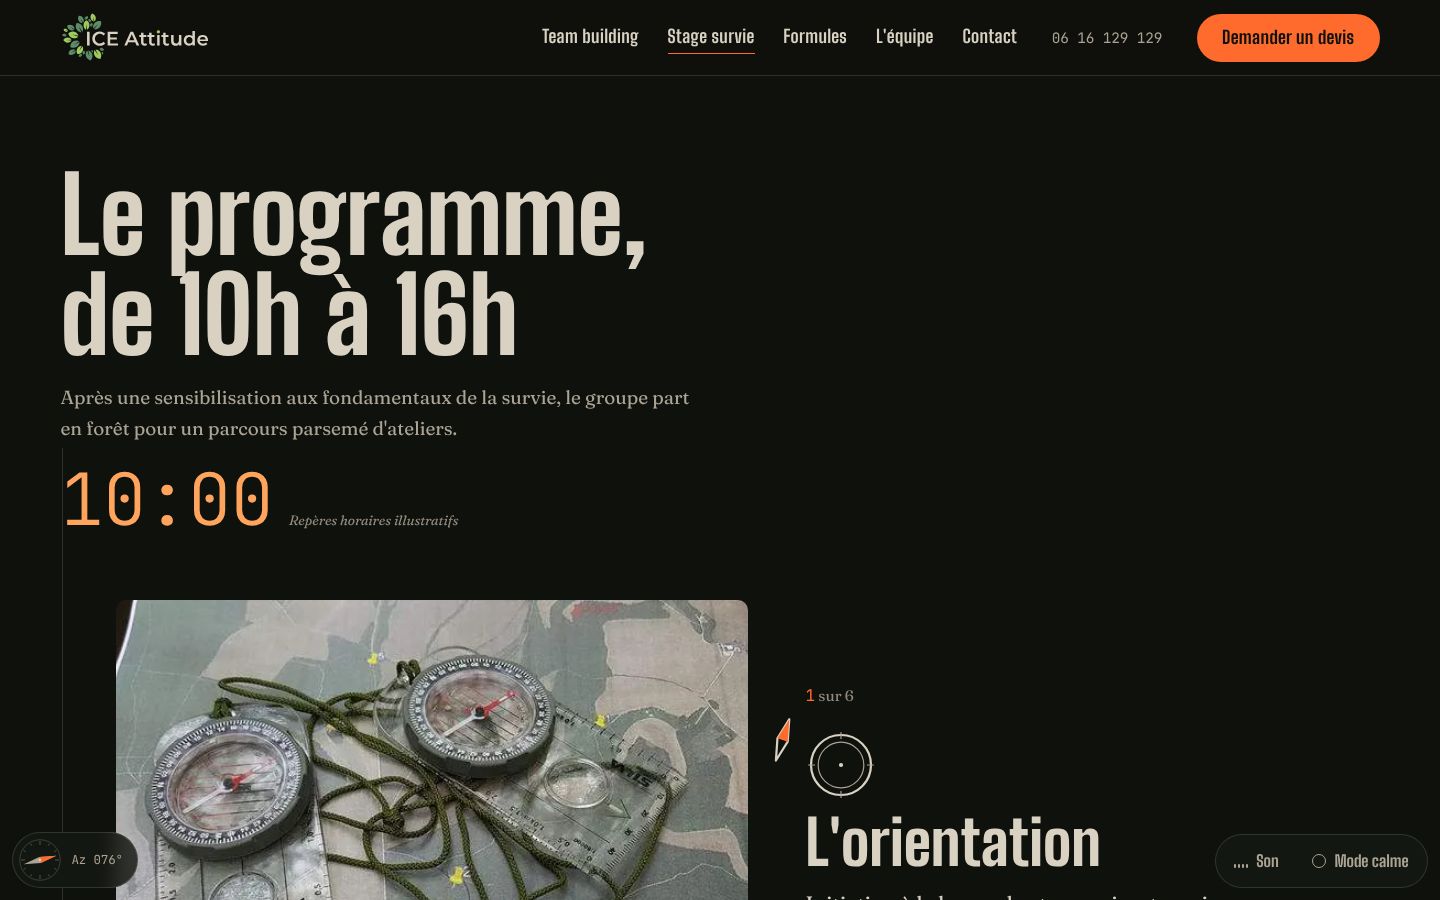 ICE Attitude
Team building
Stage survie
Formules
L'équipe
Contact
06 16 129 129
Demander un devis
Le programme,
de 10h à 16h
Après une sensibilisation aux fondamentaux de la survie, le groupe part
en forêt pour un parcours parsemé d'ateliers.
10:00
Repères horaires illustratifs
1 sur 6
L'orientation
Az 076°
Son
Mode calme